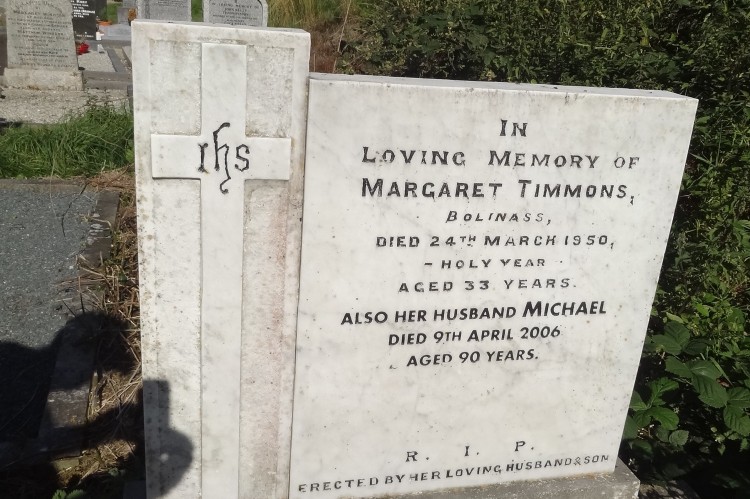 ihs
IN
LOVING MEMORY OF
MARGARET TIMMONS,
BOLINASS,
DIED 24TH MARCH 1950,
- HOLY YEAR -
AGED 33 YEARS.
ALSO HER HUSBAND MICHAEL
DIED 9TH APRIL 2006
AGED 90 YEARS.
R. I. P.
ERECTED BY HER LOVING HUSBAND & SON